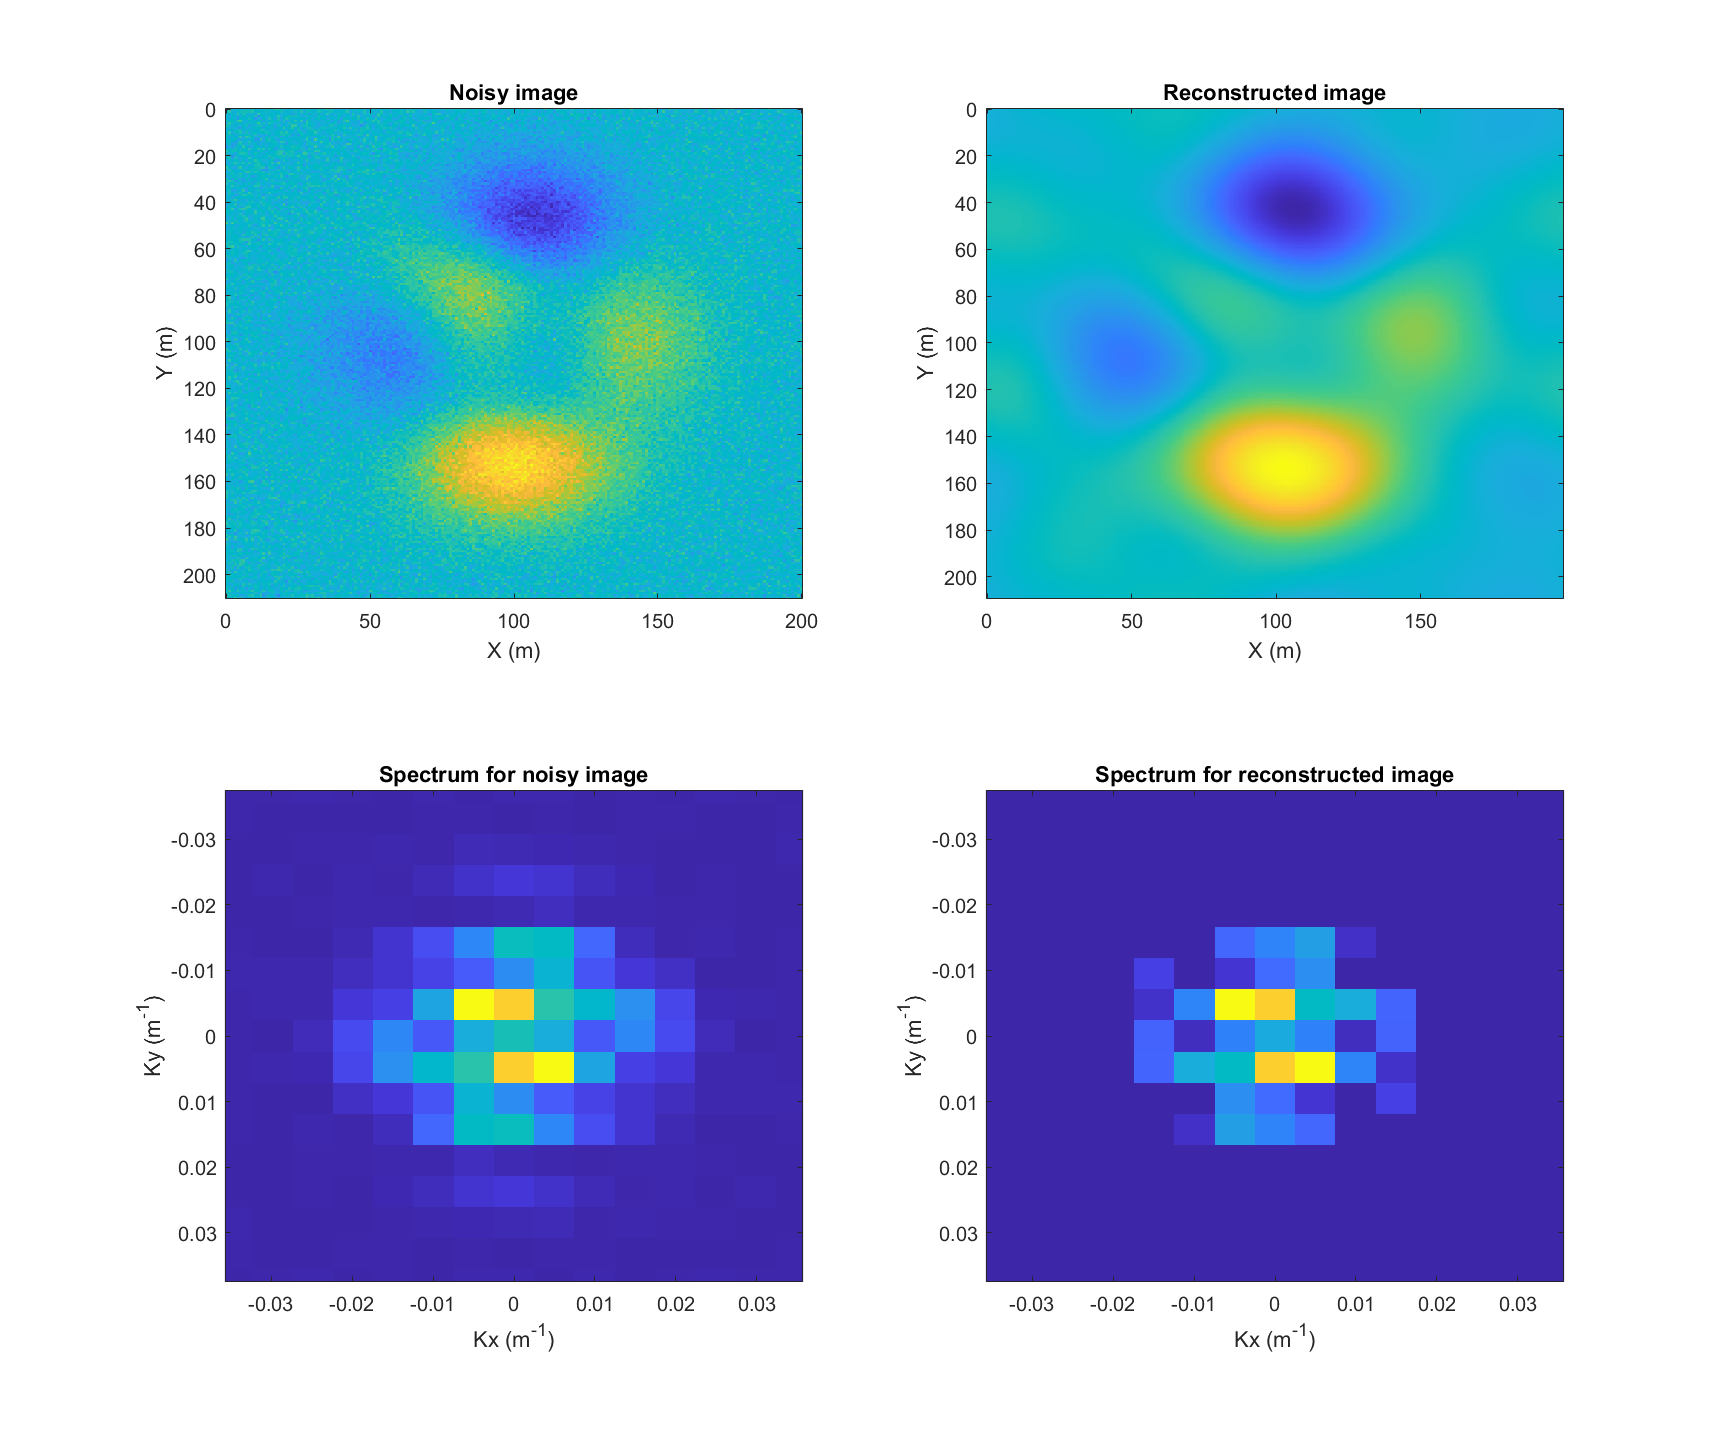 Noisy image
0
20
40
60
80
100
120
140
160
180
200
Y (m)
0 50 100 150 200
X (m)
Reconstructed image
0
20
40
60
80
100
120
140
160
180
200
Y (m)
0 50 100 150
X (m)
Spectrum for noisy image
-0.03
-0.02
-0.01
0
0.01
0.02
0.03
Ky (m⁻¹)
-0.03 -0.02 -0.01 0 0.01 0.02 0.03
Kx (m⁻¹)
Spectrum for reconstructed image
-0.03
-0.02
-0.01
0
0.01
0.02
0.03
Ky (m⁻¹)
-0.03 -0.02 -0.01 0 0.01 0.02 0.03
Kx (m⁻¹)